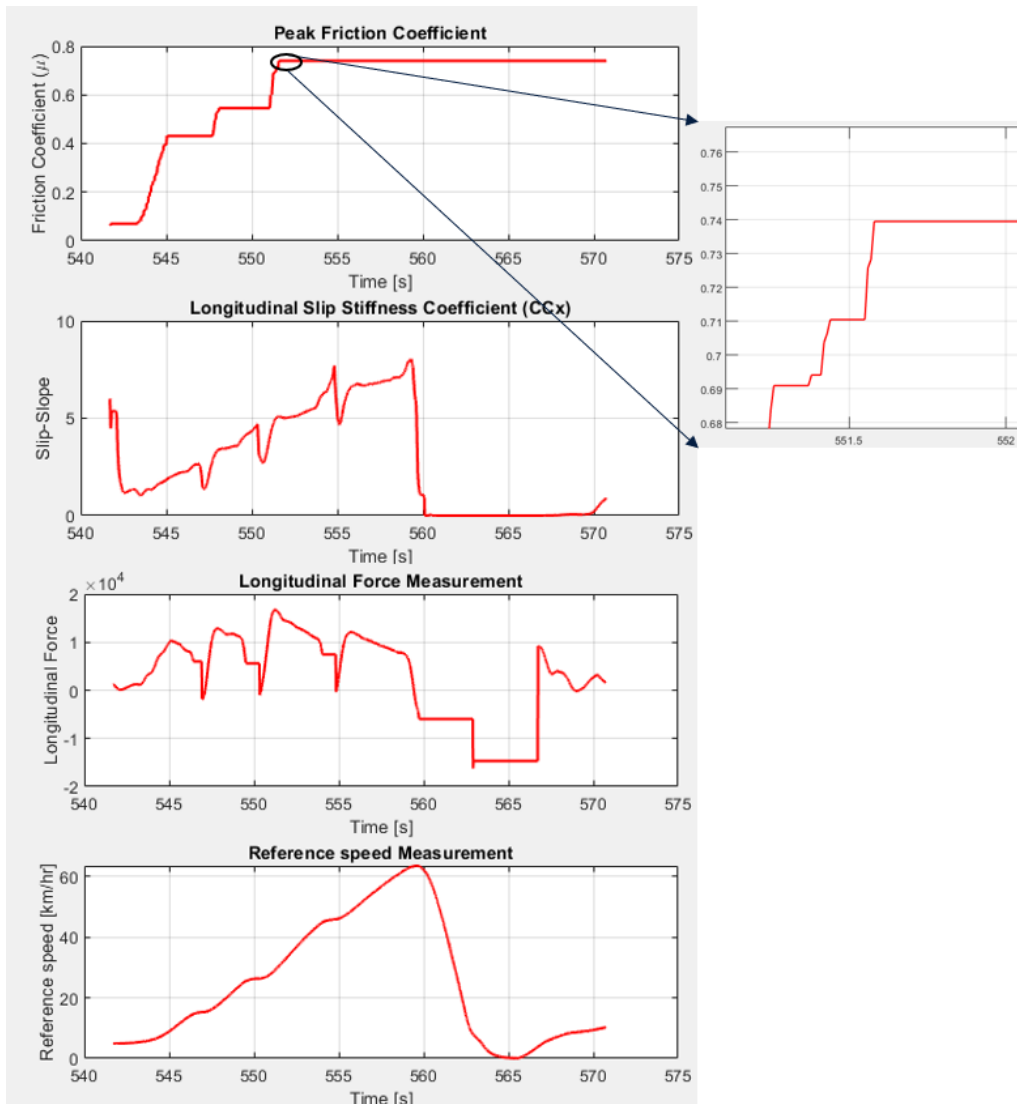 Peak Friction Coefficient
Friction Coefficient (μ)
0.8
0.6
0.4
0.2
0
540 545 550 555 560 565 570 575
Time [s]
0.76
0.75
0.74
0.73
0.72
0.71
0.7
0.69
0.68
551.5 552
Longitudinal Slip Stiffness Coefficient (CCx)
Slip-Slope
10
5
0
540 545 550 555 560 565 570 575
Time [s]
Longitudinal Force Measurement
Longitudinal Force
×10⁴
2
1
0
-1
-2
540 545 550 555 560 565 570 575
Time [s]
Reference speed Measurement
Reference speed [km/hr]
60
40
20
0
540 545 550 555 560 565 570 575
Time [s]